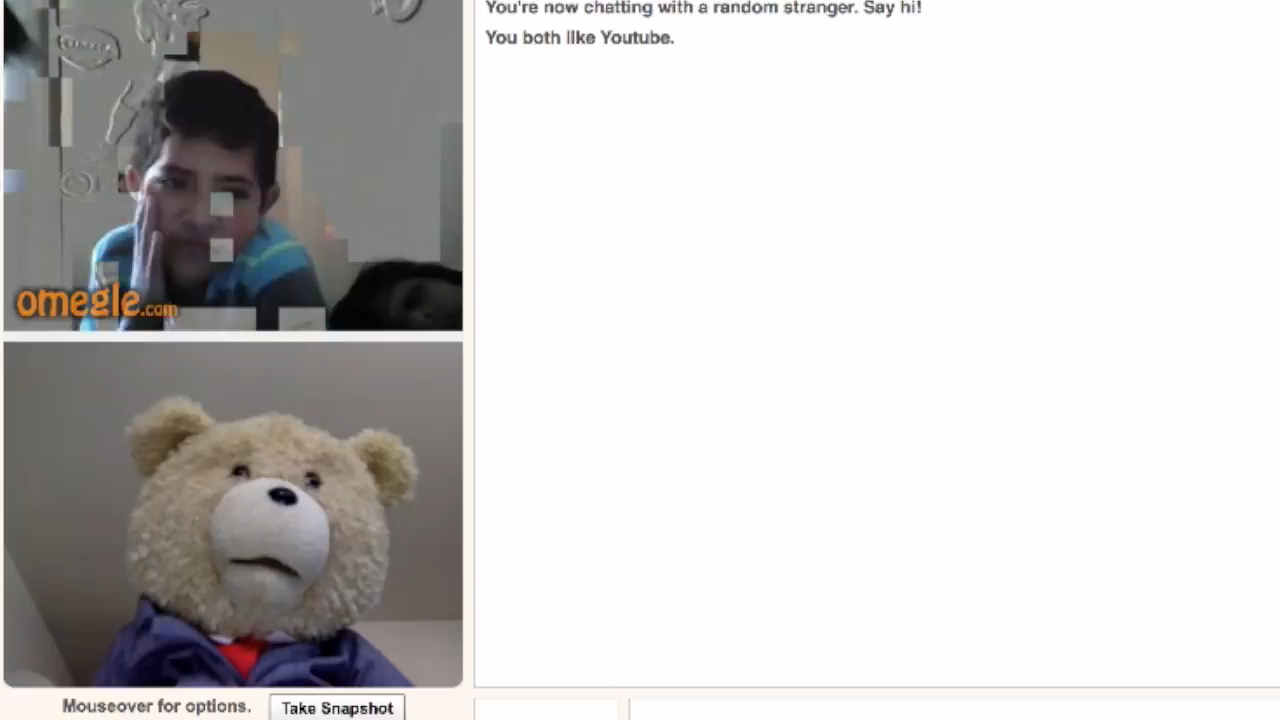 You're now chatting with a random stranger. Say hi!
You both like Youtube.
omegle.com
Mouseover for options.
Take Snapshot